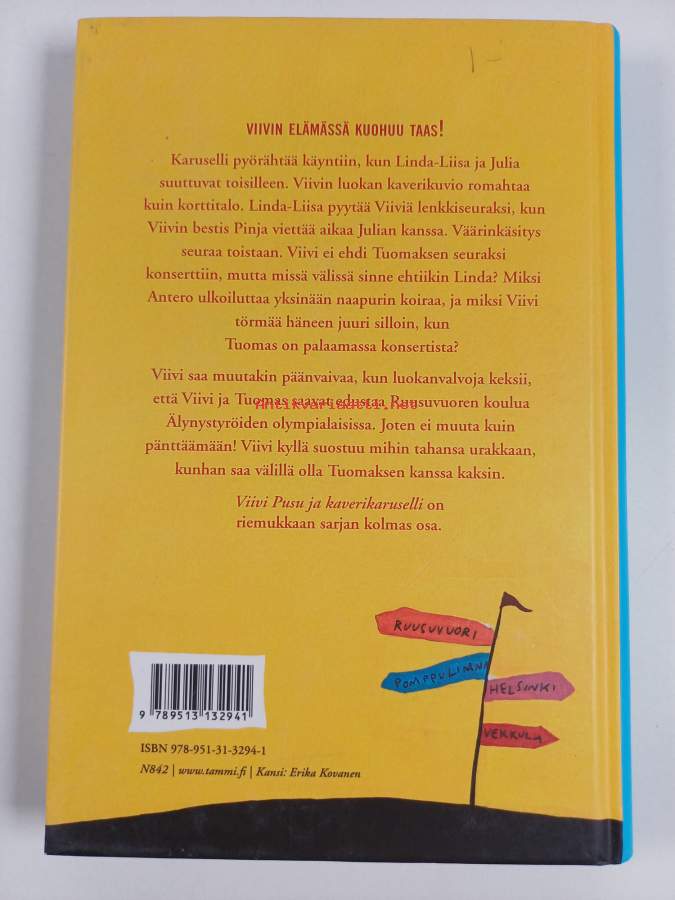 VIIVIN ELÄMÄSSÄ KUOHUU TAAS!
Karuselli pyörähtää käyntiin, kun Linda-Liisa ja Julia
suuttuvat toisilleen. Viivin luokan kaverikuvio romahtaa
kuin korttitalo. Linda-Liisa pyytää Viiviä lenkkiseuraksi, kun
Viivin bestis Pinja viettää aikaa Julian kanssa. Väärinkäsitys
seuraa toistaan. Viivi ei ehdi Tuomaksen seuraksi
konserttiin, mutta missä välissä sinne ehtiikin Linda? Miksi
Antero ulkoiluttaa yksinään naapurin koiraa, ja miksi Viivi
törmää häneen juuri silloin, kun
Tuomas on palaamassa konsertista?
Viivi saa muutakin päänvaivaa, kun luokanvalvoja keksii,
että Viivi ja Tuomas saavat edustaa Ruusuvuoren koulua
Antikvariaatti.net
Älynystyröiden olympialaisissa. Joten ei muuta kuin
pänttäämään! Viivi kyllä suostuu mihin tahansa urakkaan,
kunhan saa välillä olla Tuomaksen kanssa kaksin.
Viivi Pusu ja kaverikaruselli on
riemukkaan sarjan kolmas osa.
RUUSUVUORI
POMPPULINNA
HELSINKI
VEKKULA
9 789513 132941
ISBN 978-951-31-3294-1
N842 | www.tammi.fi | Kansi: Erika Kovanen